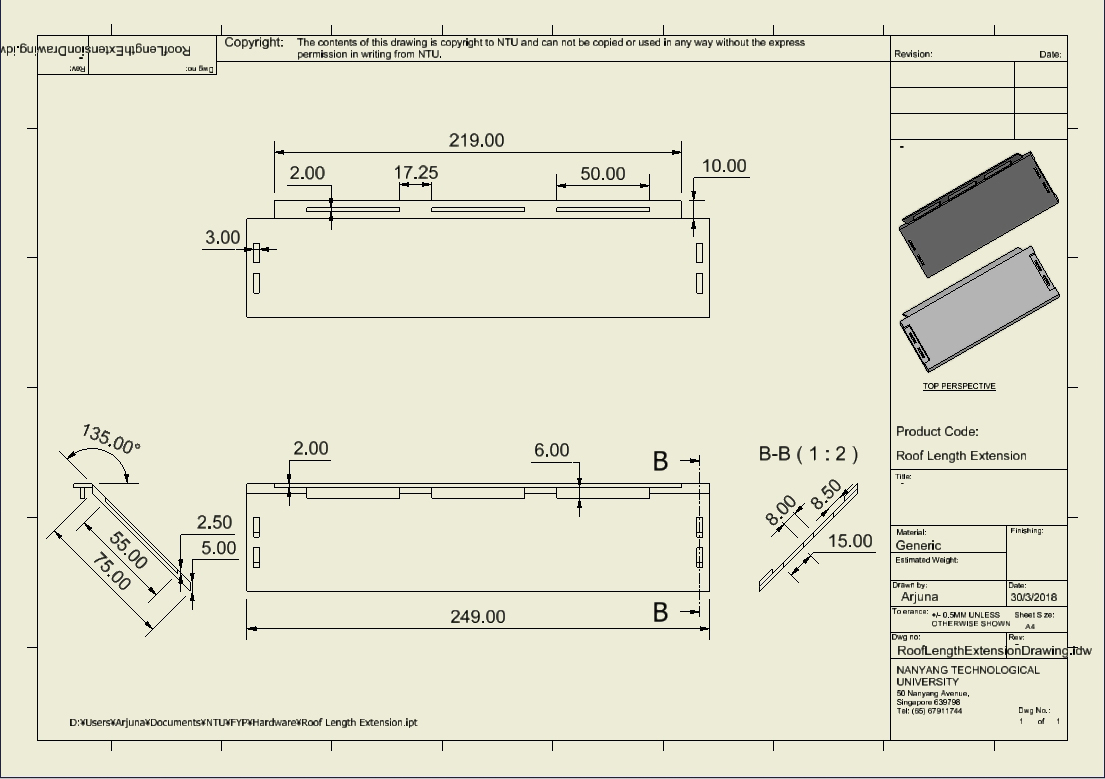 RoofLengthExtensionDrawing.idw
Rev:
Dwg no:
Copyright: The contents of this drawing is copyright to NTU and can not be copied or used in any way without the express
permission in writing from NTU.
Revision: Date:
219.00
2.00 17.25 50.00 10.00
3.00
TOP PERSPECTIVE
Product Code:
Roof Length Extension
Title:
-
135.00°
2.00 6.00 B B-B ( 1 : 2 )
8.00 8.50
2.50
5.00
55.00
75.00
15.00
249.00 B
Material: Finishing:
Generic
Estimated Weight:
Drawn by: Date:
Arjuna 30/3/2018
Tolerance: +/- 0.5MM UNLESS
OTHERWISE SHOWN
Sheet Size:
A4
Dwg no: Rev:
RoofLengthExtensionDrawing.idw
NANYANG TECHNOLOGICAL
UNIVERSITY
50 Nanyang Avenue,
Singapore 639798
Tel: (65) 67911744
Dwg No.:
1 of 1
D:¥Users¥Arjuna¥Documents¥NTU¥FYP¥Hardware¥Roof Length Extension.ipt